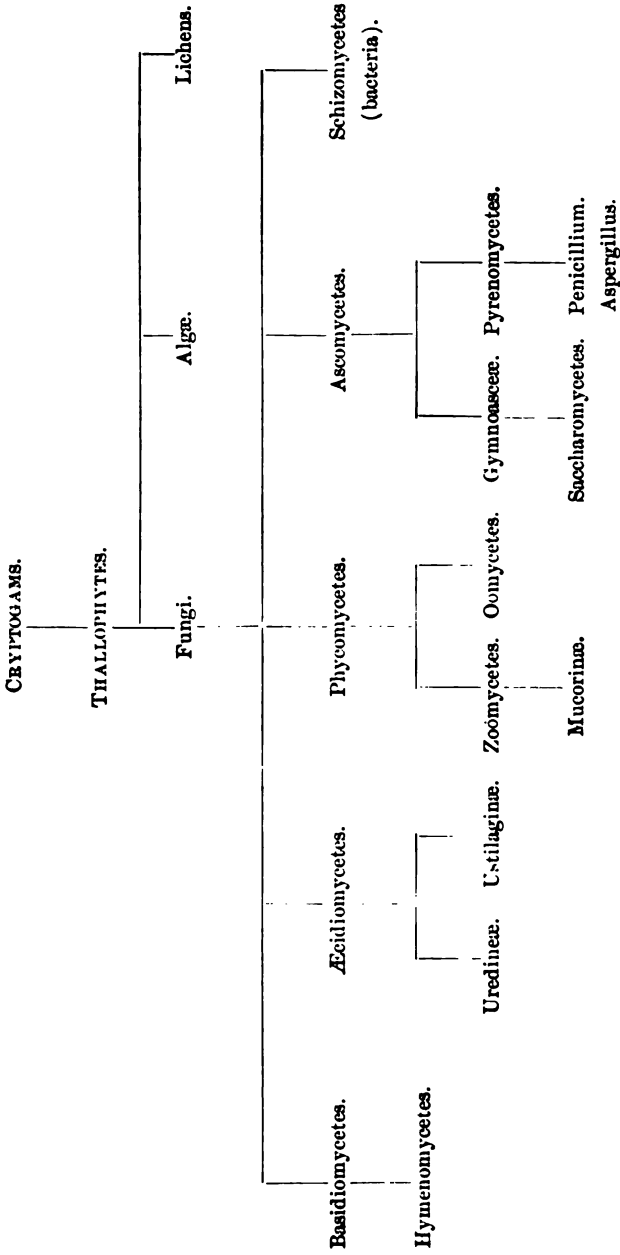 CRYPTOGAMS.
THALLOPHYTES.
Fungi. Algæ. Lichens.
Basidiomycetes. Æcidiomycetes. Phycomycetes. Ascomycetes. Schizomycetes
(bacteria).
Hymenomycetes. Uredineæ. Ustilaginæ. Zoömycetes. Oomycetes. Gymnoasceæ. Pyrenomycetes.
Mucorinæ. Saccharomycetes. Penicillium.
Aspergillus.